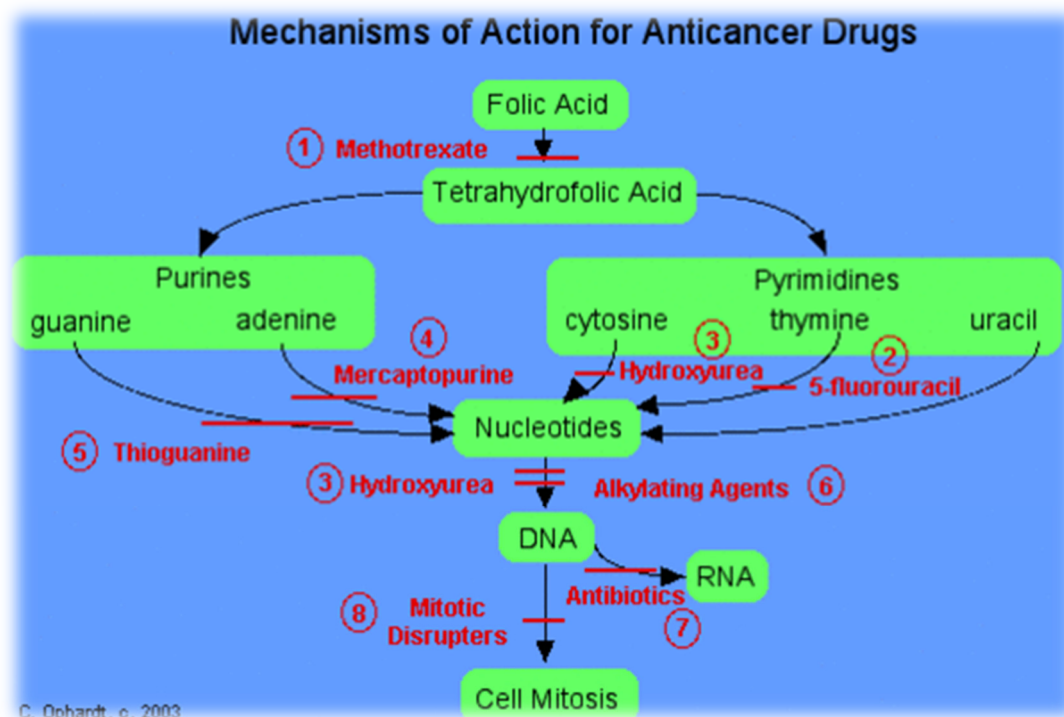 Mechanisms of Action for Anticancer Drugs
Folic Acid
1 Methotrexate
Tetrahydrofolic Acid
Purines
guanine adenine
Pyrimidines
cytosine thymine uracil
4
Mercaptopurine
3
Hydroxyurea
2
5-fluorouracil
Nucleotides
5 Thioguanine
3 Hydroxyurea
Alkylating Agents 6
DNA
RNA
Antibiotics
7
8 Mitotic
Disrupters
Cell Mitosis
C. Ophardt, c. 2003